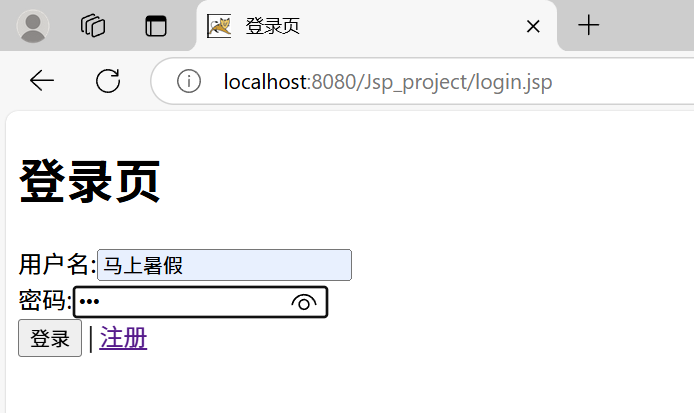 登录页
localhost:8080/Jsp_project/login.jsp
登录页
用户名:马上暑假
密码:•••
登录 | 注册